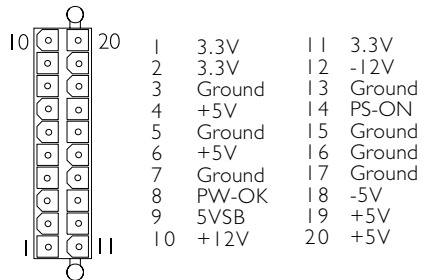 10 20
1 11
1 3.3V 11 3.3V
2 3.3V 12 -12V
3 Ground 13 Ground
4 +5V 14 PS-ON
5 Ground 15 Ground
6 +5V 16 Ground
7 Ground 17 Ground
8 PW-OK 18 -5V
9 5VSB 19 +5V
10 +12V 20 +5V